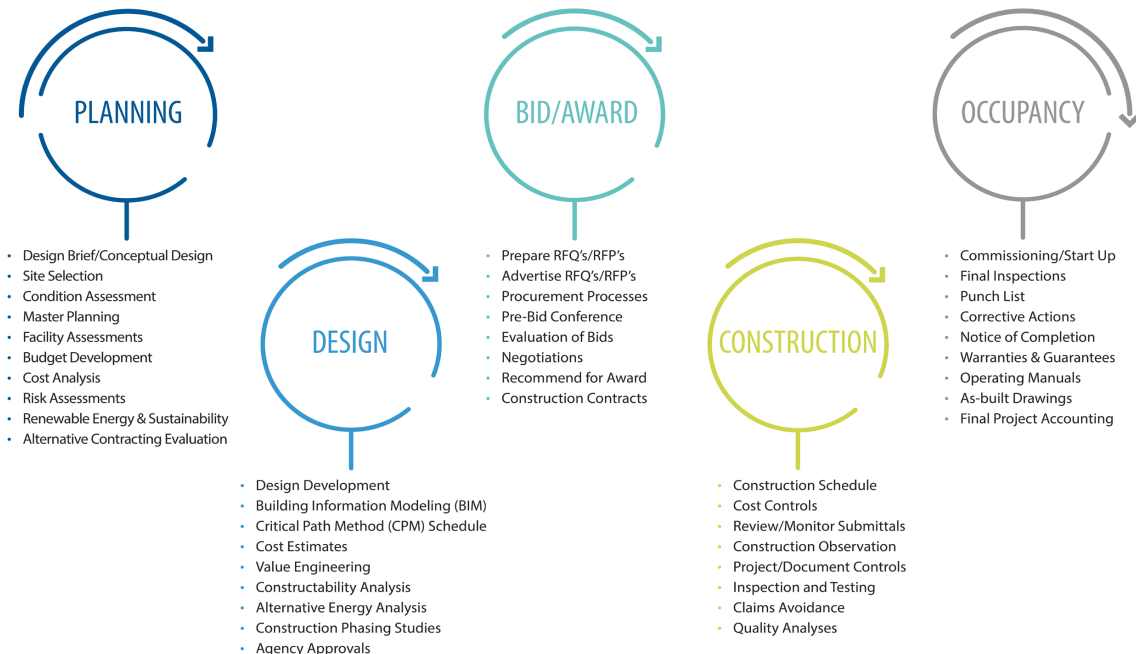 PLANNING
• Design Brief/Conceptual Design
• Site Selection
• Condition Assessment
• Master Planning
• Facility Assessments
• Budget Development
• Cost Analysis
• Risk Assessments
• Renewable Energy & Sustainability
• Alternative Contracting Evaluation
DESIGN
• Design Development
• Building Information Modeling (BIM)
• Critical Path Method (CPM) Schedule
• Cost Estimates
• Value Engineering
• Constructability Analysis
• Alternative Energy Analysis
• Construction Phasing Studies
• Agency Approvals
BID/AWARD
• Prepare RFQ's/RFP's
• Advertise RFQ's/RFP's
• Procurement Processes
• Pre-Bid Conference
• Evaluation of Bids
• Negotiations
• Recommend for Award
• Construction Contracts
CONSTRUCTION
• Construction Schedule
• Cost Controls
• Review/Monitor Submittals
• Construction Observation
• Project/Document Controls
• Inspection and Testing
• Claims Avoidance
• Quality Analyses
OCCUPANCY
• Commissioning/Start Up
• Final Inspections
• Punch List
• Corrective Actions
• Notice of Completion
• Warranties & Guarantees
• Operating Manuals
• As-built Drawings
• Final Project Accounting